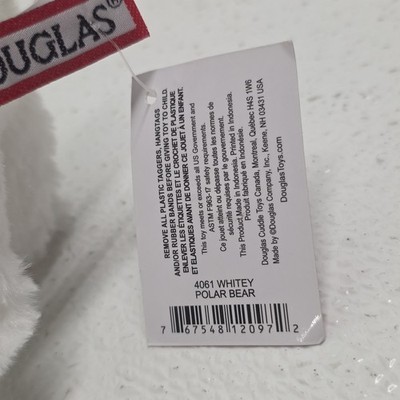 OUGLAS®
REMOVE ALL PLASTIC TAGGERS, HANGTAGS
AND/OR RUBBER BANDS BEFORE GIVING TOY TO CHILD.
ENLEVER LES ÉTIQUETTES ET LE CROCHET DE PLASTIQUE
ET ELASTIQUES AVANT DE DONNER CE JOUET À UN ENFANT.
This toy meets or exceeds all US Government and
ASTM F963-17 safety requirements.
Ce jouet atteint ou dépasse toutes les normes de
sécurité requises par le gouvernement.
This Product Made in Indonesia. Printed in Indonesia.
Produit fabriqué en Indonésie.
Douglas Cuddle Toys Canada, Montreal, Quebec H4S 1W6
Made by ©Douglas Company, Inc., Keene, NH 03431 USA
DouglasToys.com
4061 WHITEY
POLAR BEAR
7 67548 12097 2